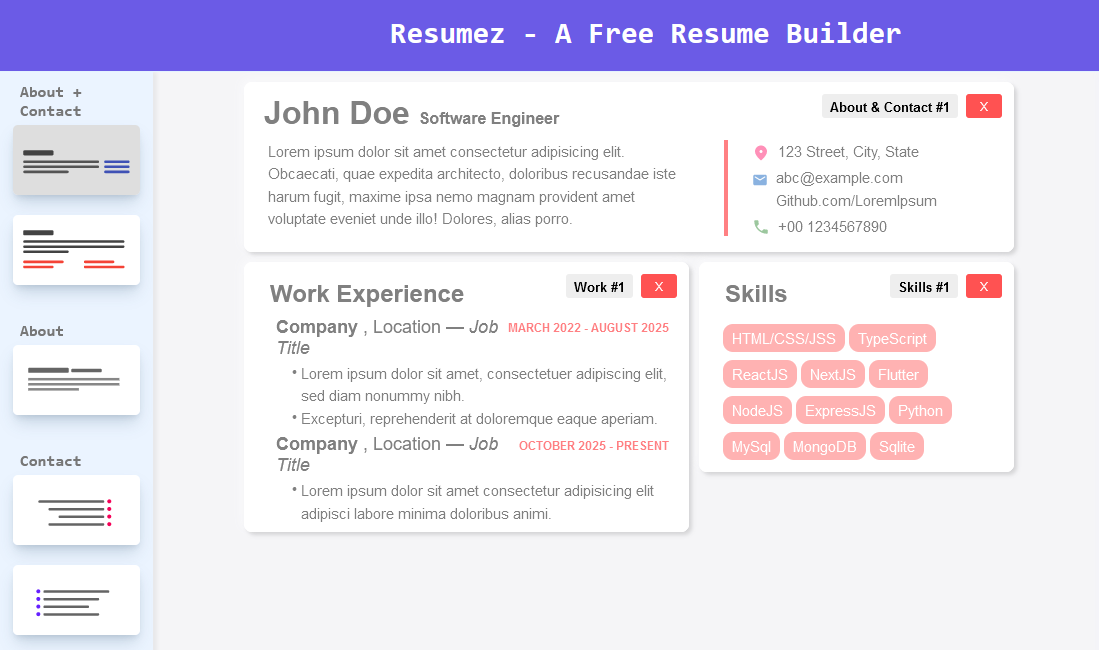 Resumez - A Free Resume Builder
About +
Contact
About
Contact
John Doe Software Engineer
About & Contact #1 X
Lorem ipsum dolor sit amet consectetur adipisicing elit.
Obcaecati, quae expedita architecto, doloribus recusandae iste
harum fugit, maxime ipsa nemo magnam provident amet
voluptate eveniet unde illo! Dolores, alias porro.
123 Street, City, State
abc@example.com
Github.com/LoremIpsum
+00 1234567890
Work Experience
Work #1 X
Company , Location — Job MARCH 2022 - AUGUST 2025
Title
• Lorem ipsum dolor sit amet, consectetuer adipiscing elit,
sed diam nonummy nibh.
• Excepturi, reprehenderit at doloremque eaque aperiam.
Company , Location — Job OCTOBER 2025 - PRESENT
Title
• Lorem ipsum dolor sit amet consectetur adipisicing elit
adipisci labore minima doloribus animi.
Skills
Skills #1 X
HTML/CSS/JSS TypeScript
ReactJS NextJS Flutter
NodeJS ExpressJS Python
MySql MongoDB Sqlite